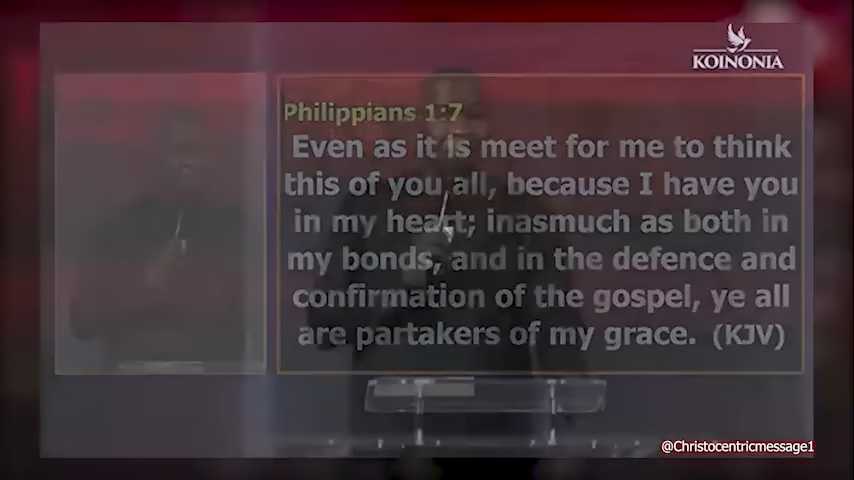 KOINONIA
Philippians 1:7
Even as it is meet for me to think
this of you all, because I have you
in my heart; inasmuch as both in
my bonds, and in the defence and
confirmation of the gospel, ye all
are partakers of my grace. (KJV)
@Christocentricmessage1